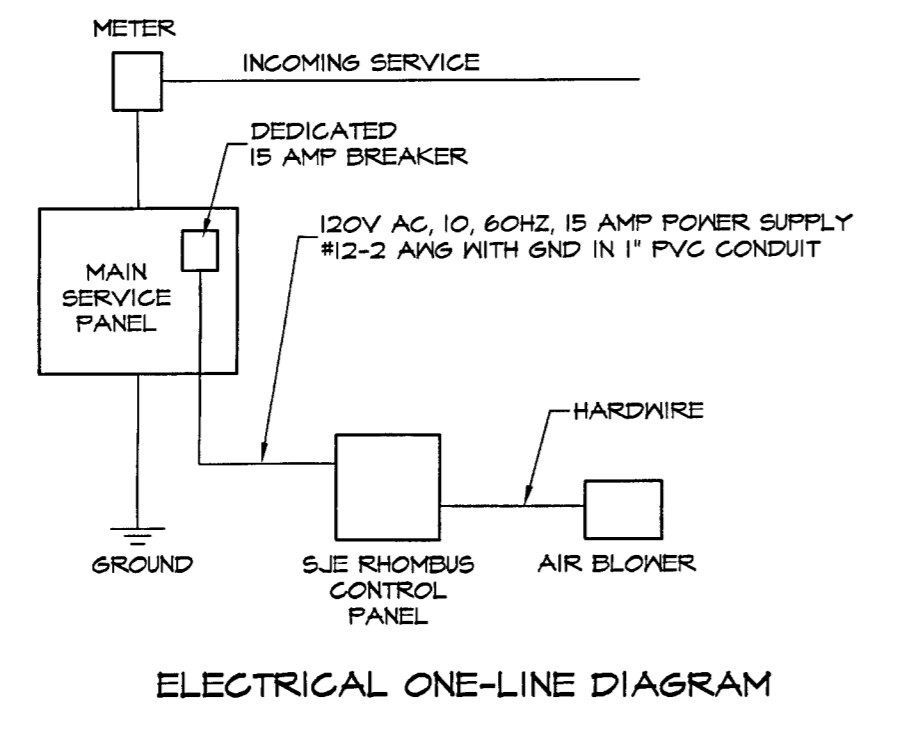 METER
INCOMING SERVICE
DEDICATED
15 AMP BREAKER
120V AC, 10, 60HZ, 15 AMP POWER SUPPLY
#12-2 AWG WITH GND IN 1" PVC CONDUIT
MAIN
SERVICE
PANEL
HARDWIRE
GROUND
SJE RHOMBUS
CONTROL
PANEL
AIR BLOWER
ELECTRICAL ONE-LINE DIAGRAM